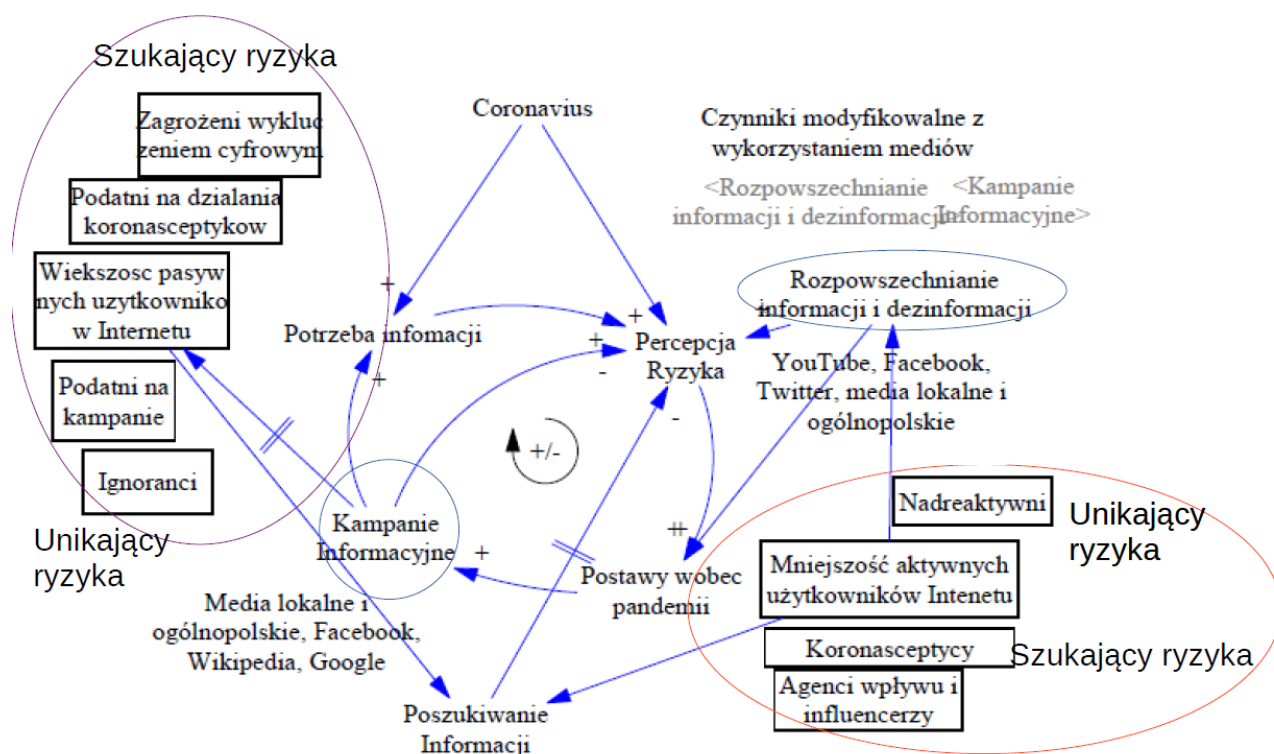 Szukający ryzyka
Zagrożeni wykluc
zeniem cyfrowym
Podatni na dzialania
koronasceptykow
Wiekszosc pasyw
nych uzytkowniko
w Internetu
Podatni na
kampanie
Ignoranci
Unikający
ryzyka
Coronavius
Czynniki modyfikowalne z
wykorzystaniem mediów
<Rozpowszechnianie
informacji i dezinformacji>
<Kampanie
Informacyjne>
Rozpowszechnianie
informacji i dezinformacji
+
Potrzeba infomacji
+
+
+
-
Percepcja
Ryzyka
-
YouTube, Facebook,
Twitter, media lokalne i
ogólnopolskie
+/-
Kampanie
Informacyjne
+
++
Postawy wobec
pandemii
Media lokalne i
ogólnopolskie, Facebook,
Wikipedia, Google
Poszukiwanie
Informacji
Nadreaktywni
Unikający
ryzyka
Mniejszość aktywnych
użytkowników Intenetu
Koronasceptycy
Szukający ryzyka
Agenci wpływu i
influencerzy